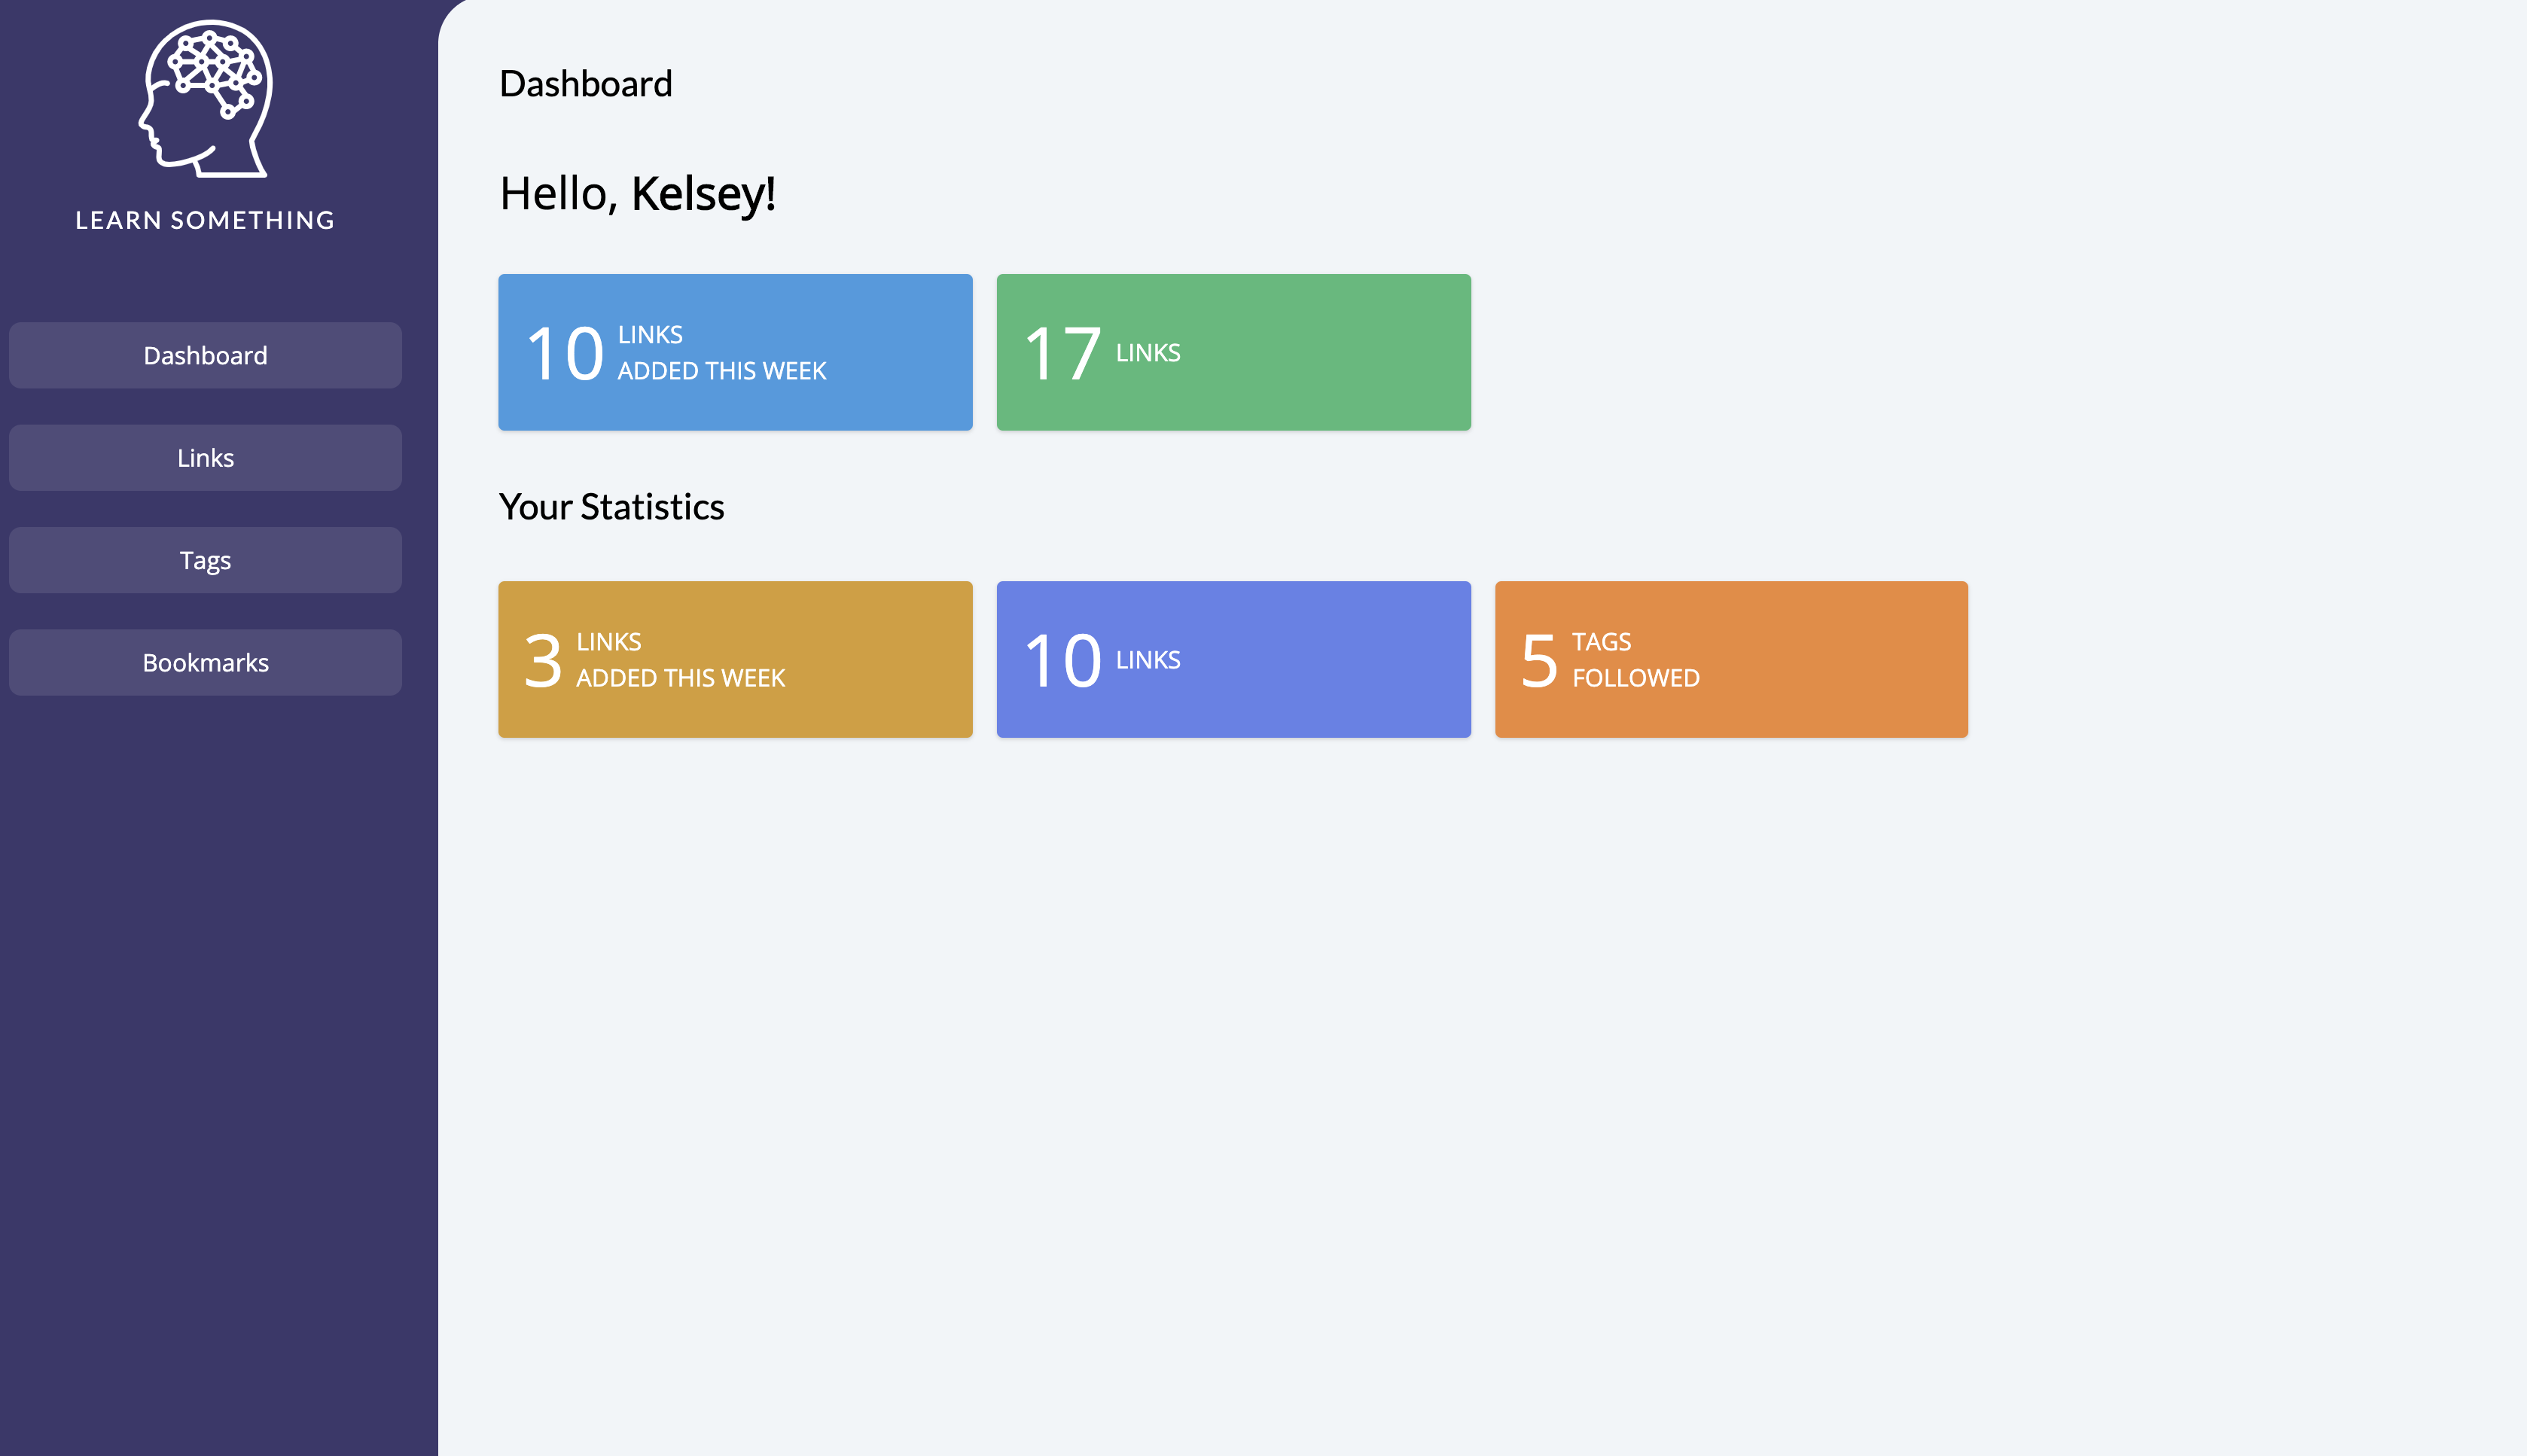 LEARN SOMETHING
Dashboard
Links
Tags
Bookmarks
Dashboard
Hello, Kelsey!
10 LINKS
ADDED THIS WEEK
17 LINKS
Your Statistics
3 LINKS
ADDED THIS WEEK
10 LINKS
5 TAGS
FOLLOWED